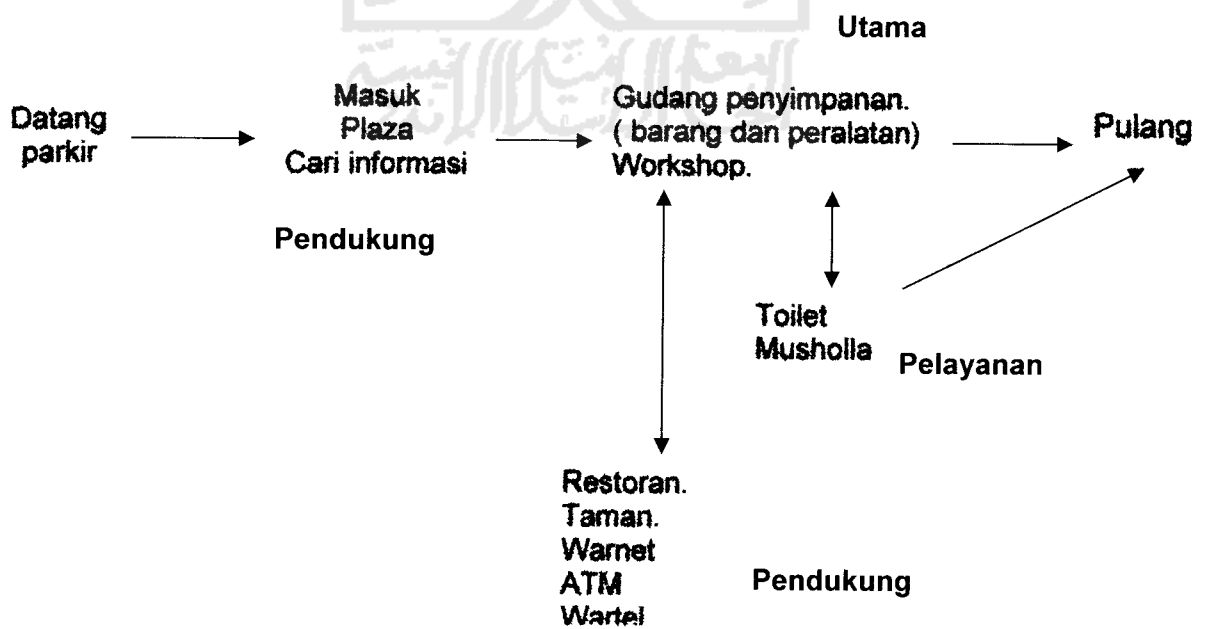 Utama
Datang
parkir
Masuk
Plaza
Cari informasi
Gudang penyimpanan.
( barang dan peralatan)
Workshop.
Pulang
Pendukung
Toilet
Musholla
Pelayanan
Restoran.
Taman.
Warnet
ATM
Wartel
Pendukung